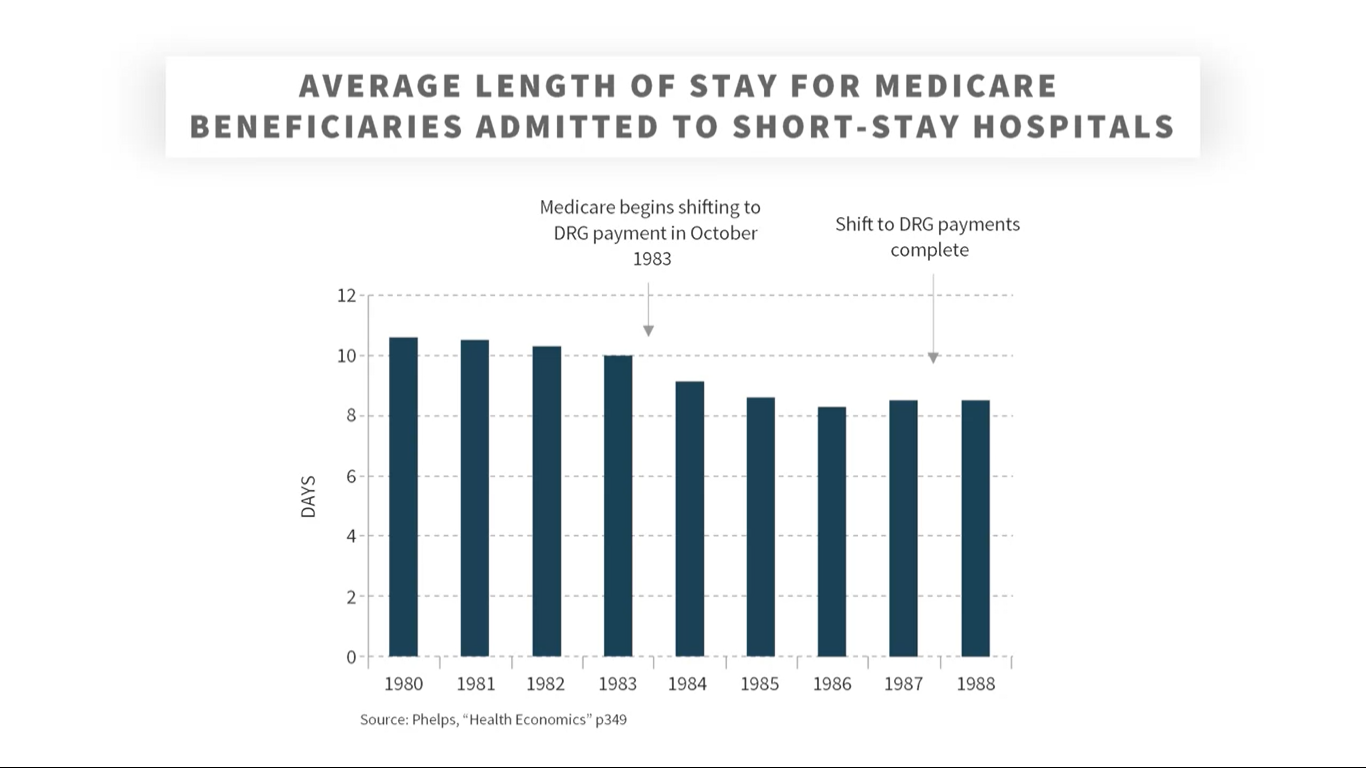 AVERAGE LENGTH OF STAY FOR MEDICARE
BENEFICIARIES ADMITTED TO SHORT-STAY HOSPITALS
Medicare begins shifting to
DRG payment in October
1983
Shift to DRG payments
complete
12
10
8
6
4
2
0
DAYS
1980 1981 1982 1983 1984 1985 1986 1987 1988
Source: Phelps, “Health Economics” p349